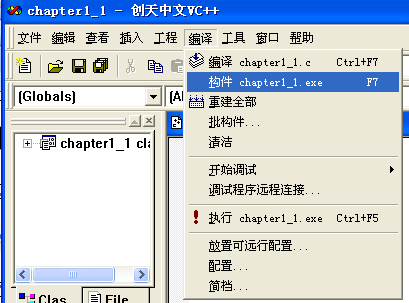 chapter1_1 - 创天中文VC++
文件 编辑 查看 插入 工程 编译 工具 窗口 帮助
编译 chapter1_1.c Ctrl+F7
构件 chapter1_1.exe F7
(Globals)
重建全部
批构件...
清洁
chapter1_1 cla
开始调试
调试程序远程连接...
执行 chapter1_1.exe Ctrl+F5
放置可远行配置...
配置...
简档...
Clas...
File...